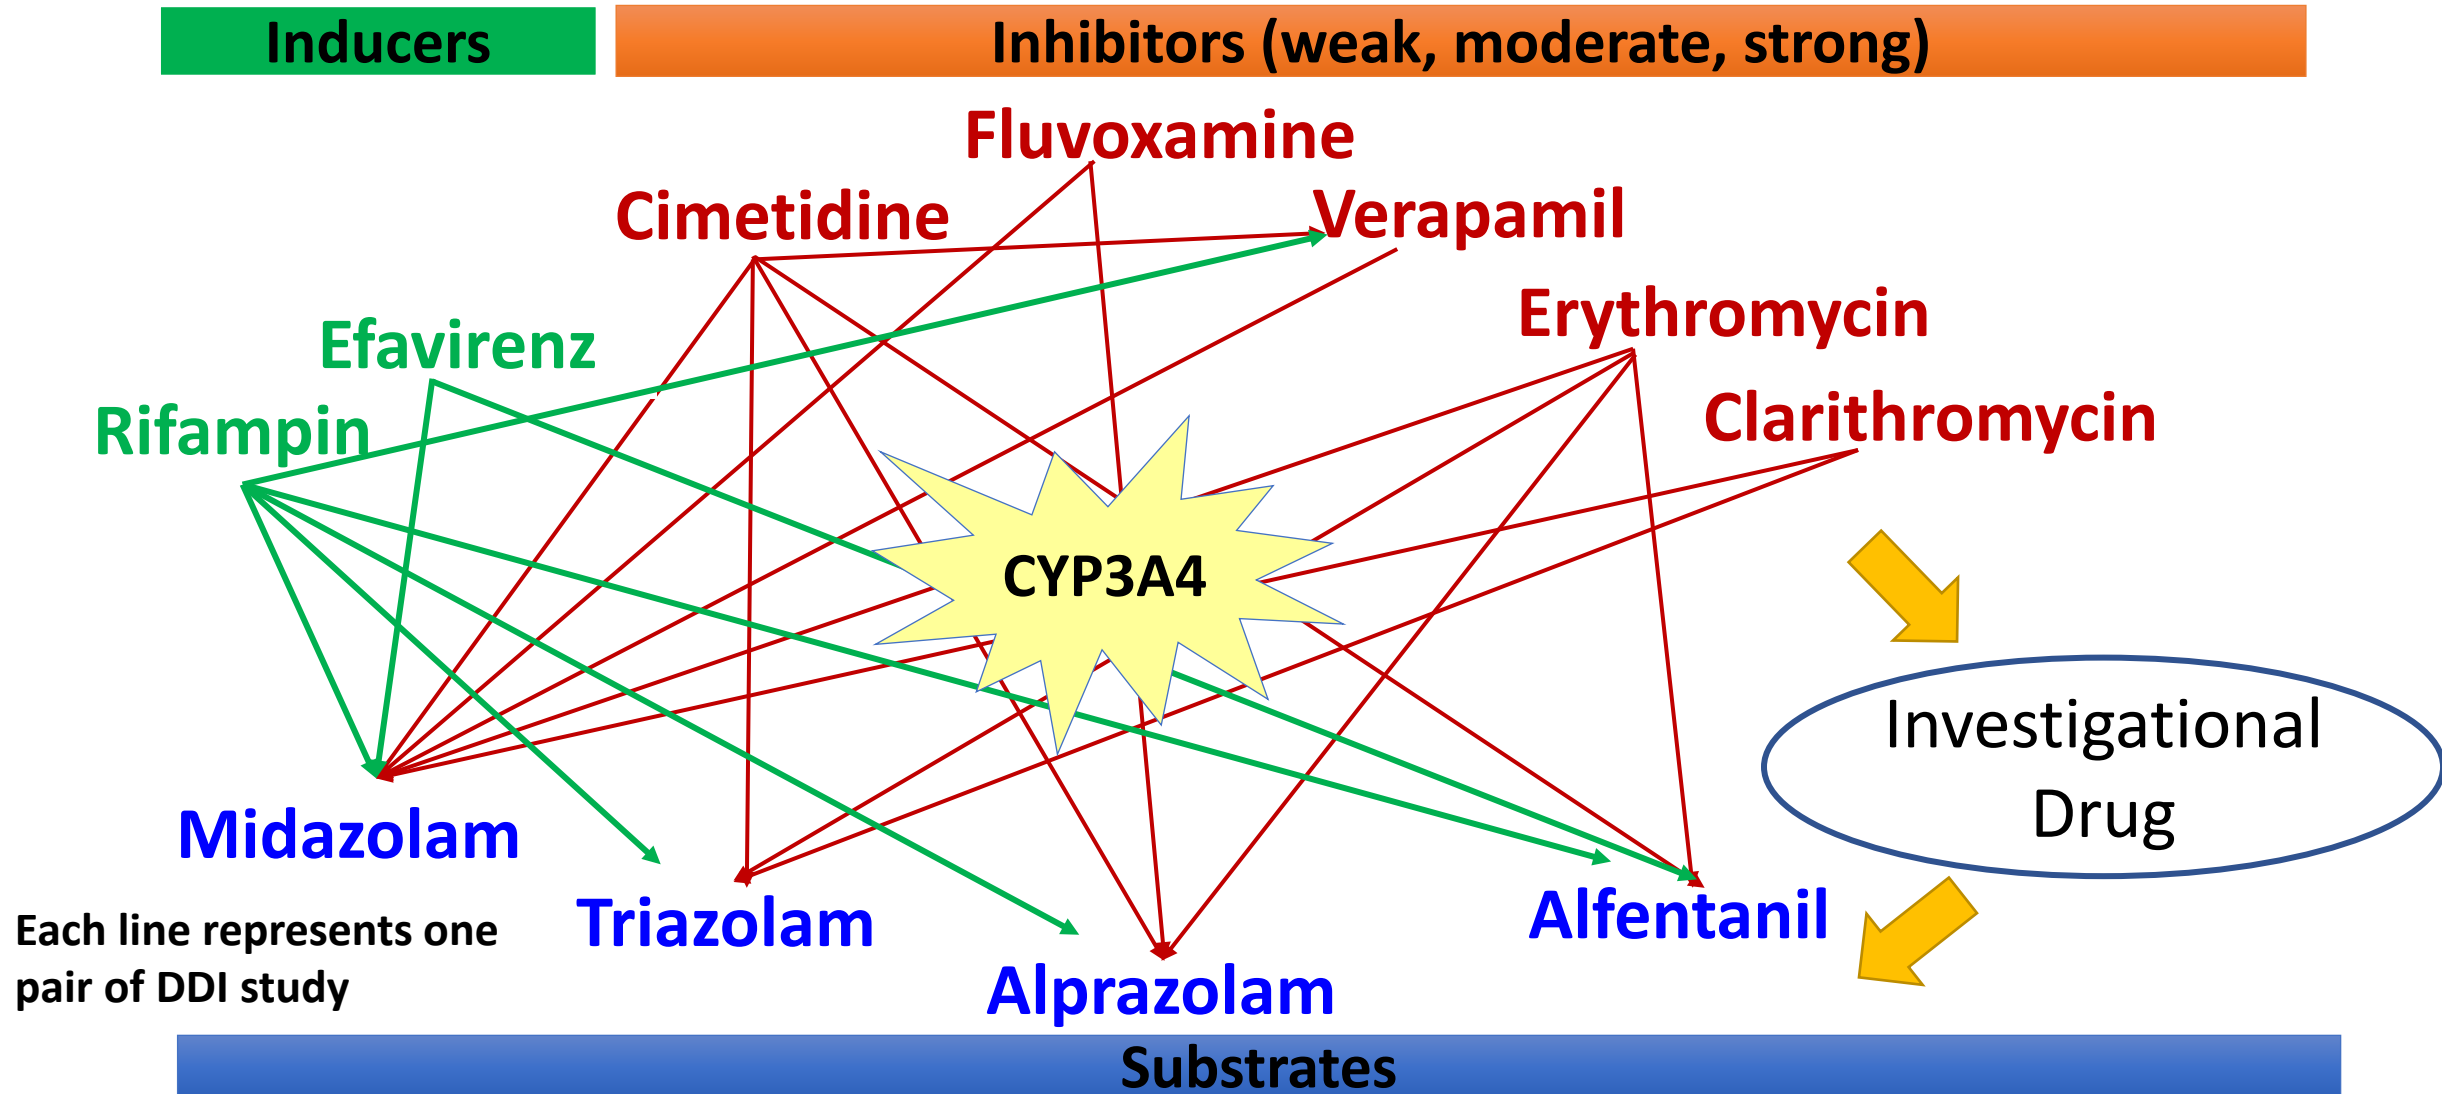 Inducers
Inhibitors (weak, moderate, strong)
Fluvoxamine
Cimetidine
Verapamil
Erythromycin
Efavirenz
Clarithromycin
Rifampin
CYP3A4
Investigational
Drug
Midazolam
Triazolam
Alfentanil
Alprazolam
Each line represents one
pair of DDI study
Substrates